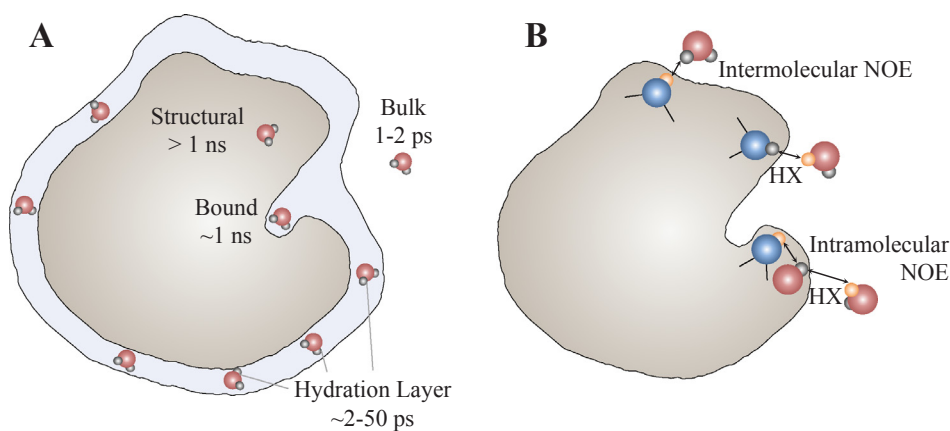 A
Structural
> 1 ns
Bulk
1-2 ps
Bound
~1 ns
Hydration Layer
~2-50 ps
B
Intermolecular NOE
HX
Intramolecular
NOE
HX